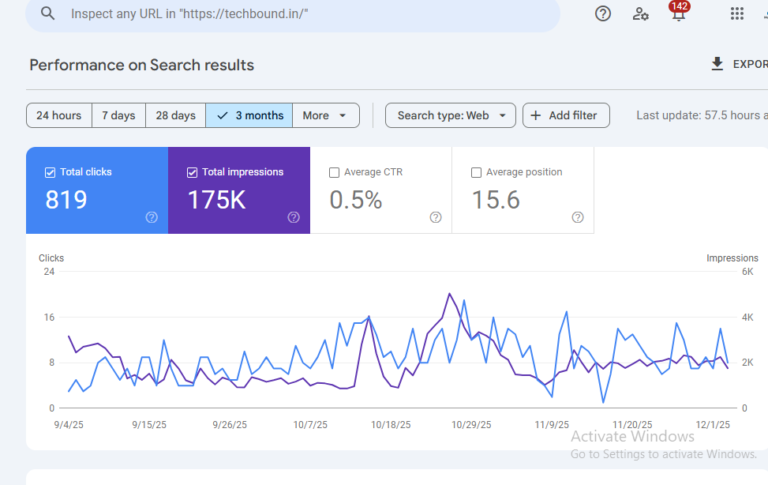 Inspect any URL in "https://techbound.in/"
142
Performance on Search results
EXPOR
24 hours 7 days 28 days 3 months More
Search type: Web
Add filter
Last update: 57.5 hours a
Total clicks
819
Total impressions
175K
Average CTR
0.5%
Average position
15.6
Clicks Impressions
24 6K
16 4K
8 2K
0 0
9/4/25 9/15/25 9/26/25 10/7/25 10/18/25 10/29/25 11/9/25 11/20/25 12/1/25
Activate Windows
Go to Settings to activate Windows.